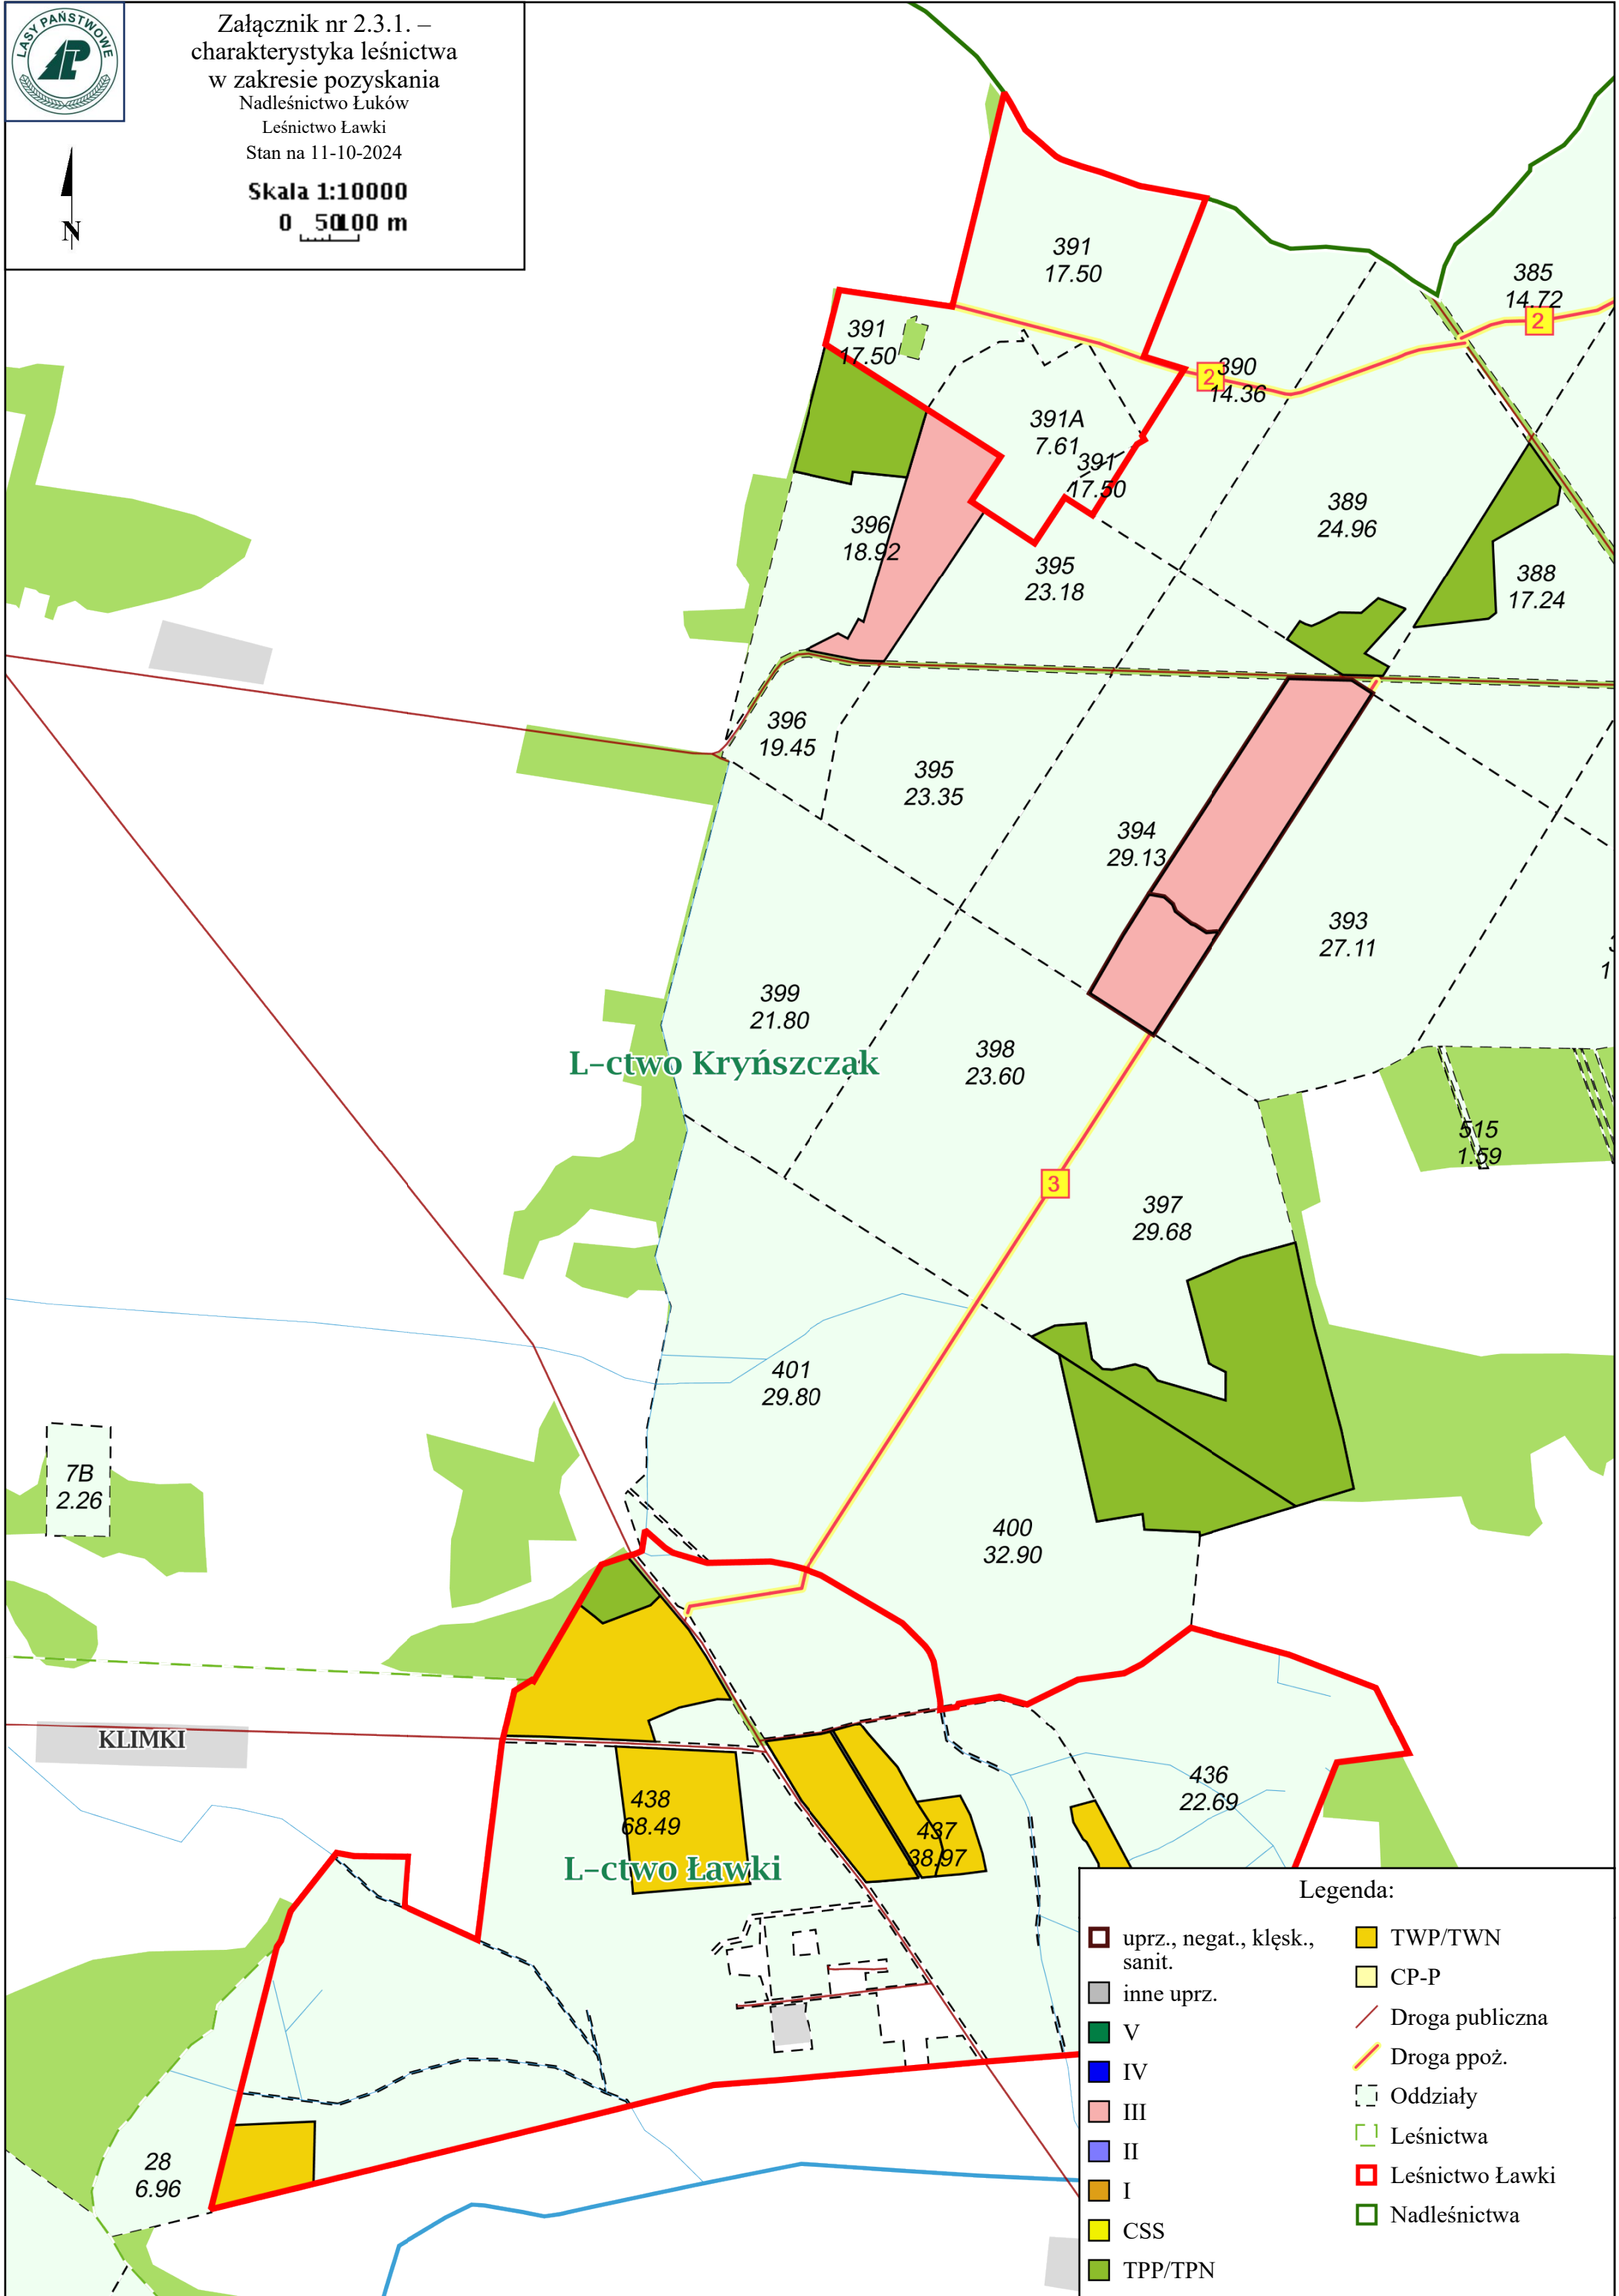 LASY PAŃSTWOWE
Załącznik nr 2.3.1. –
charakterystyka leśnictwa
w zakresie pozyskania
Nadleśnictwo Łuków
Leśnictwo Ławki
Stan na 11-10-2024
Skala 1:10000
0 50 100 m
N
391
17.50
385
14.72
2
391
17.50
2
390
14.36
391A
7.61
391
17.50
389
24.96
396
18.92
395
23.18
388
17.24
396
19.45
395
23.35
394
29.13
393
27.11
399
21.80
L-ctwo Kryńszczak
398
23.60
515
1.59
3
397
29.68
401
29.80
7B
2.26
400
32.90
KLIMKI
438
68.49
437
38.97
436
22.69
L-ctwo Ławki
28
6.96
Legenda:
uprz., negat., klęsk.,
sanit.
inne uprz.
V
IV
III
II
I
CSS
TPP/TPN
TWP/TWN
CP-P
Droga publiczna
Droga ppoż.
Oddziały
Leśnictwa
Leśnictwo Ławki
Nadleśnictwa